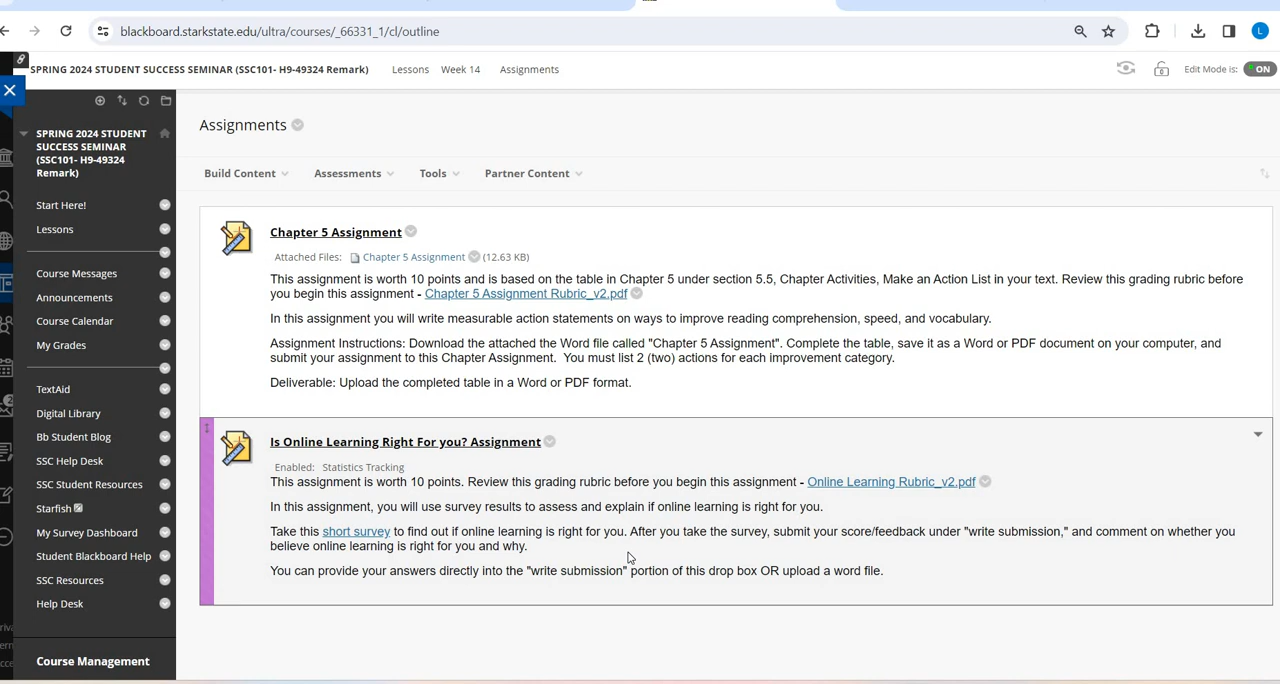 blackboard.starkstate.edu/ultra/courses/_66331_1/cl/outline
L
SPRING 2024 STUDENT SUCCESS SEMINAR (SSC101- H9-49324 Remark)
Lessons
Week 14
Assignments
Edit Mode is:
ON
SPRING 2024 STUDENT
SUCCESS SEMINAR
(SSC101- H9-49324
Remark)
Start Here!
Lessons
Course Messages
Announcements
Course Calendar
My Grades
TextAid
Digital Library
Bb Student Blog
SSC Help Desk
SSC Student Resources
Starfish
My Survey Dashboard
Student Blackboard Help
SSC Resources
Help Desk
Course Management
Assignments
Build Content
Assessments
Tools
Partner Content
Chapter 5 Assignment
Attached Files: Chapter 5 Assignment (12.63 KB)
This assignment is worth 10 points and is based on the table in Chapter 5 under section 5.5, Chapter Activities, Make an Action List in your text. Review this grading rubric before
you begin this assignment - Chapter 5 Assignment Rubric_v2.pdf
In this assignment you will write measurable action statements on ways to improve reading comprehension, speed, and vocabulary.
Assignment Instructions: Download the attached the Word file called "Chapter 5 Assignment". Complete the table, save it as a Word or PDF document on your computer, and
submit your assignment to this Chapter Assignment. You must list 2 (two) actions for each improvement category.
Deliverable: Upload the completed table in a Word or PDF format.
Is Online Learning Right For you? Assignment
Enabled: Statistics Tracking
This assignment is worth 10 points. Review this grading rubric before you begin this assignment - Online Learning Rubric_v2.pdf
In this assignment, you will use survey results to assess and explain if online learning is right for you.
Take this short survey to find out if online learning is right for you. After you take the survey, submit your score/feedback under "write submission," and comment on whether you
believe online learning is right for you and why.
You can provide your answers directly into the "write submission" portion of this drop box OR upload a word file.